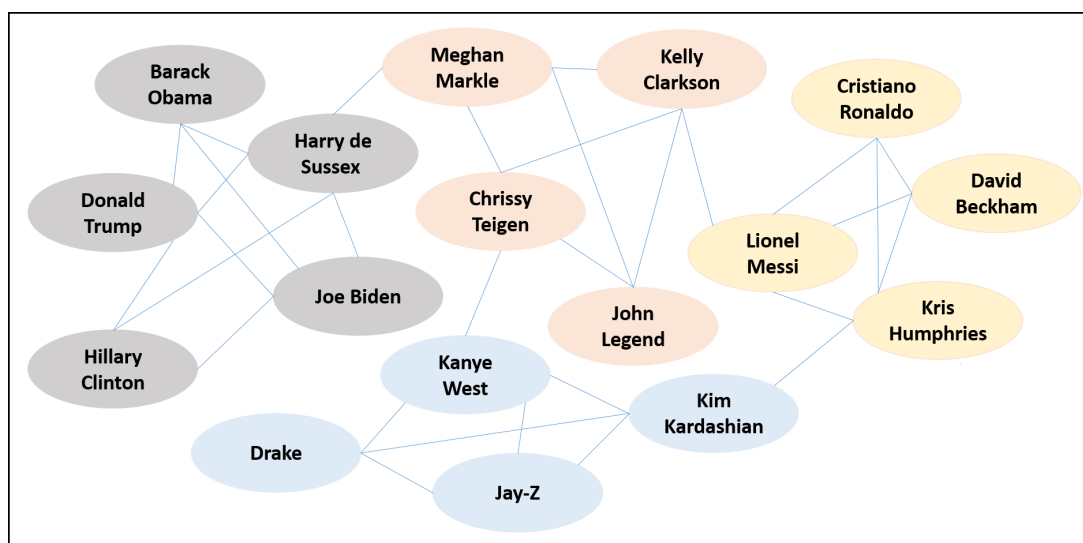 Barack
Obama
Meghan
Markle
Kelly
Clarkson
Cristiano
Ronaldo
Harry de
Sussex
Donald
Trump
Chrissy
Teigen
David
Beckham
Lionel
Messi
Joe Biden
John
Legend
Kris
Humphries
Hillary
Clinton
Kanye
West
Kim
Kardashian
Drake
Jay-Z